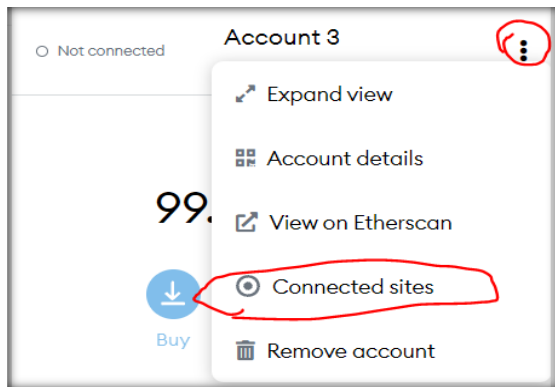 Not connected
Account 3
Expand view
Account details
99.
View on Etherscan
Connected sites
Buy
Remove account